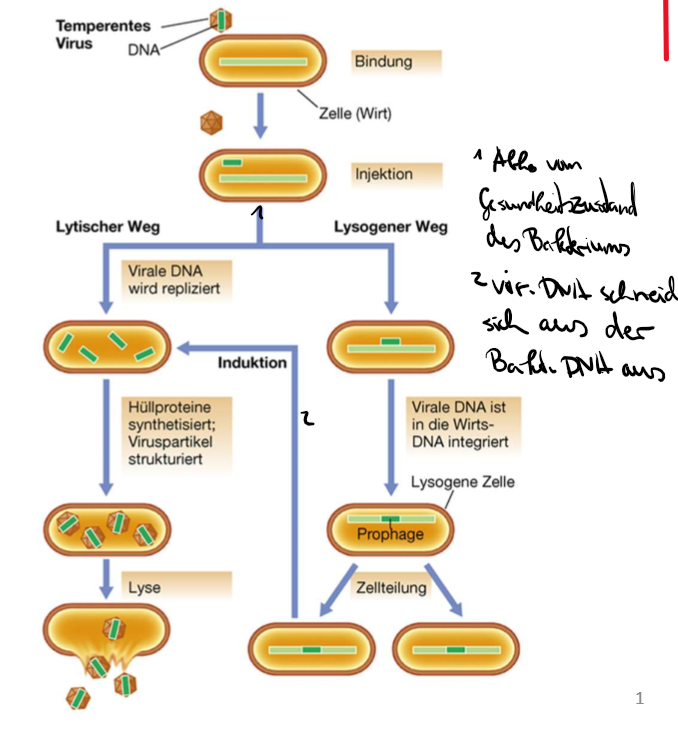 Temperentes
Virus
DNA
Bindung
Zelle (Wirt)
Injektion
1
Lytischer Weg
Lysogener Weg
Virale DNA
wird repliziert
Induktion
2
Hüllproteine
synthetisiert;
Viruspartikel
strukturiert
Virale DNA ist
in die Wirts-
DNA integriert
Lysogene Zelle
Prophage
Lyse
Zellteilung
1 Abh. vom
Gesundheitszustand
des Bakteriums
2 vir. DNA schneid
sich aus der
Bakt. DNA aus
1